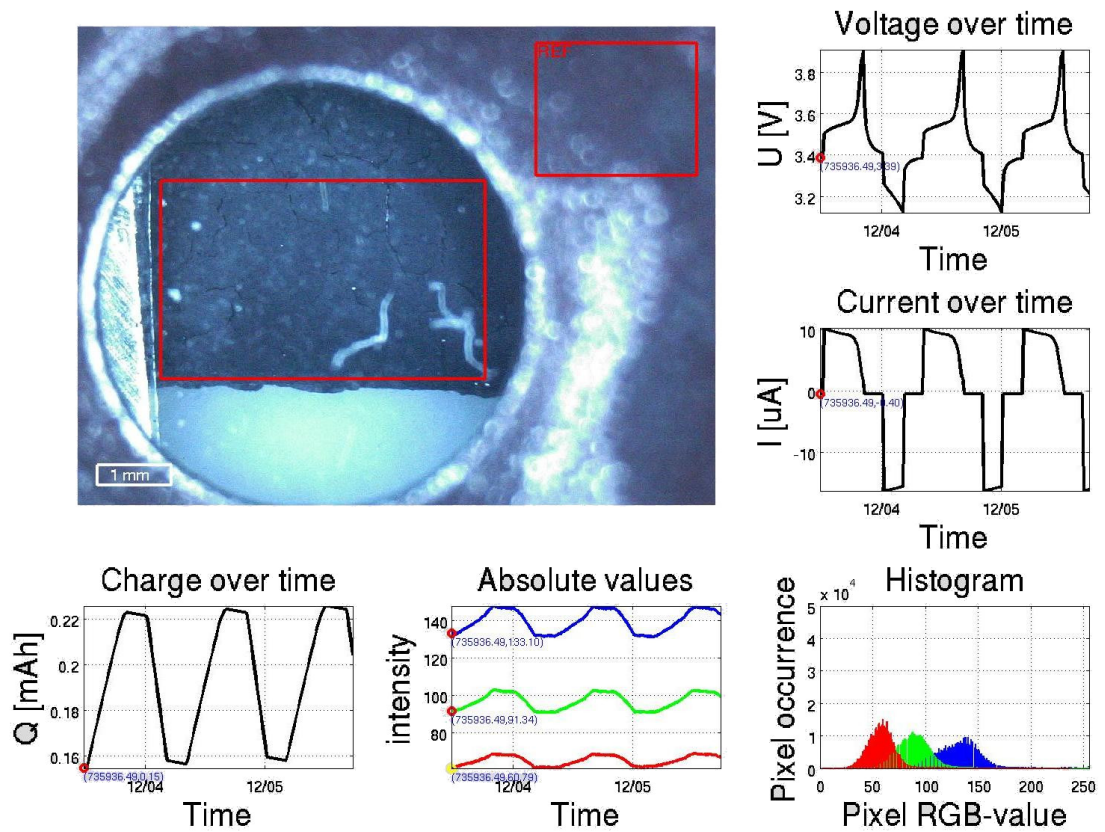 REF
1 mm
Voltage over time
U [V]
3.8
3.6
3.4
3.2
(735936.49,3.39)
12/04
12/05
Time
Current over time
I [uA]
10
0
-10
(735936.49,-0.40)
12/04
12/05
Time
Charge over time
Q [mAh]
0.22
0.2
0.18
0.16
(735936.49,0.15)
12/04
12/05
Time
Absolute values
intensity
140
120
100
80
(735936.49,133.10)
(735936.49,91.34)
(735936.49,60.79)
12/04
12/05
Time
Histogram
Pixel occurrence
x 10^4
5
4
3
2
1
0
0
50
100
150
200
250
Pixel RGB-value